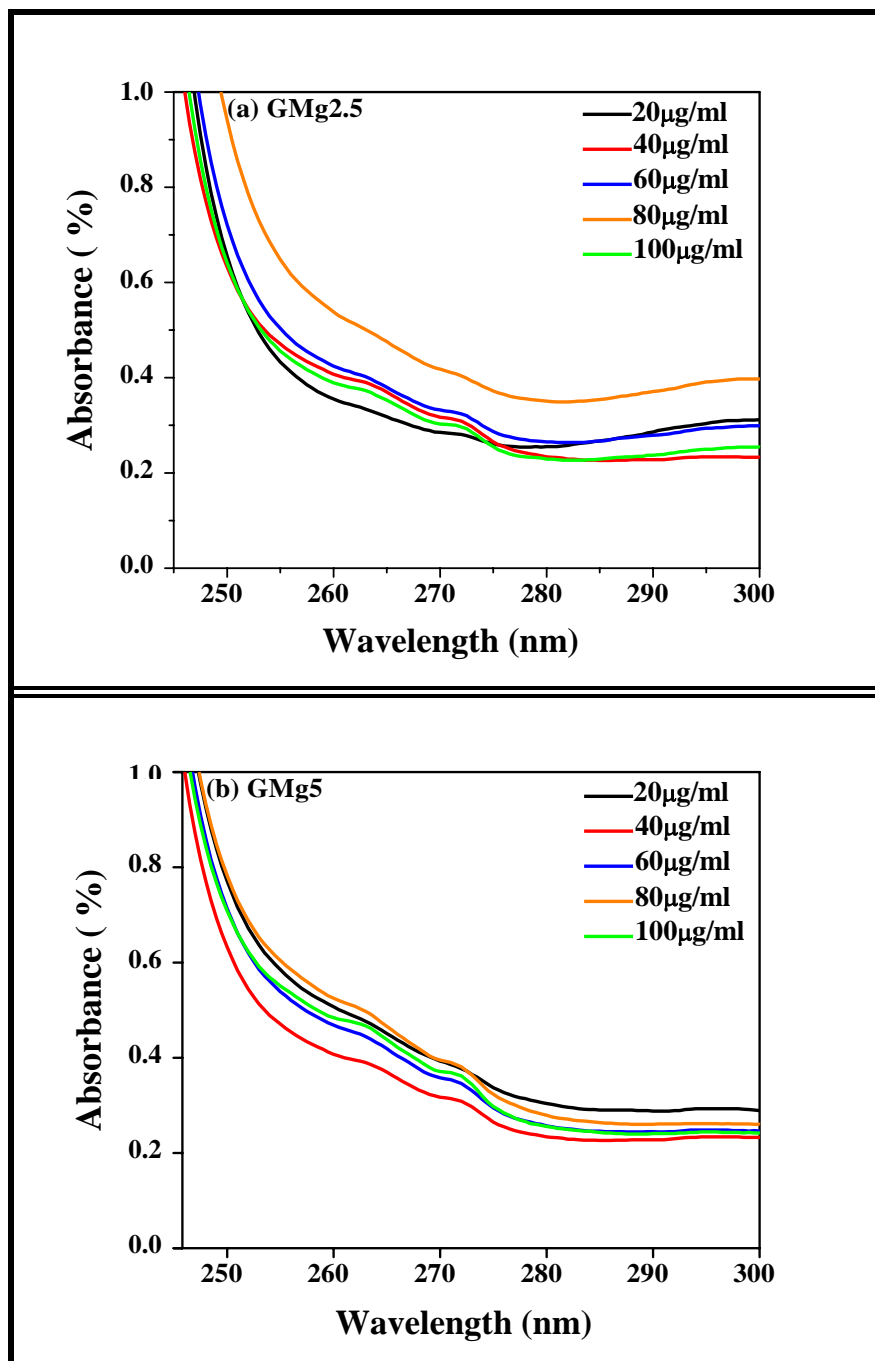 (a) GMg2.5
20μg/ml
40μg/ml
60μg/ml
80μg/ml
100μg/ml
1.0
0.8
0.6
0.4
0.2
0.0
Absorbance ( %)
250 260 270 280 290 300
Wavelength (nm)
(b) GMg5
20μg/ml
40μg/ml
60μg/ml
80μg/ml
100μg/ml
1.0
0.8
0.6
0.4
0.2
0.0
Absorbance ( %)
250 260 270 280 290 300
Wavelength (nm)